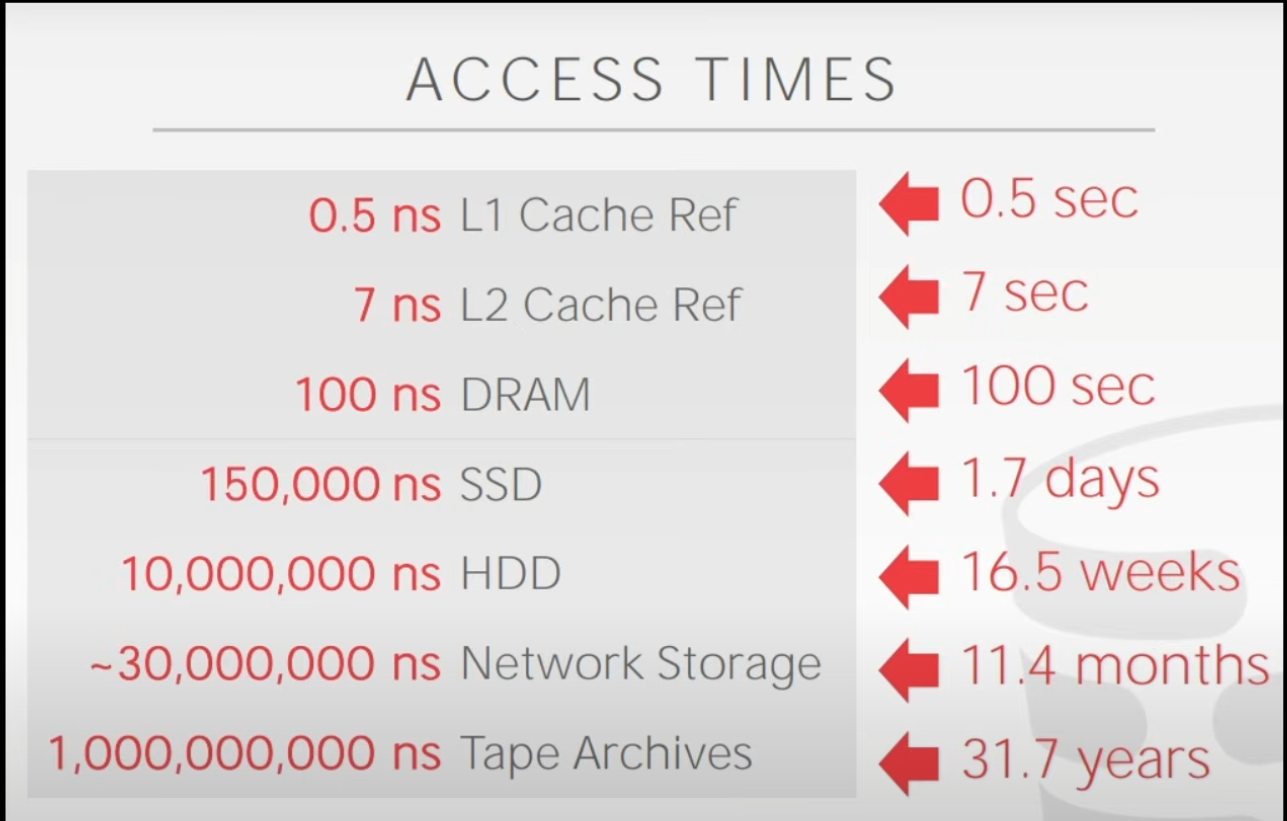 ACCESS TIMES
0.5 ns L1 Cache Ref 0.5 sec
7 ns L2 Cache Ref 7 sec
100 ns DRAM 100 sec
150,000 ns SSD 1.7 days
10,000,000 ns HDD 16.5 weeks
~30,000,000 ns Network Storage 11.4 months
1,000,000,000 ns Tape Archives 31.7 years